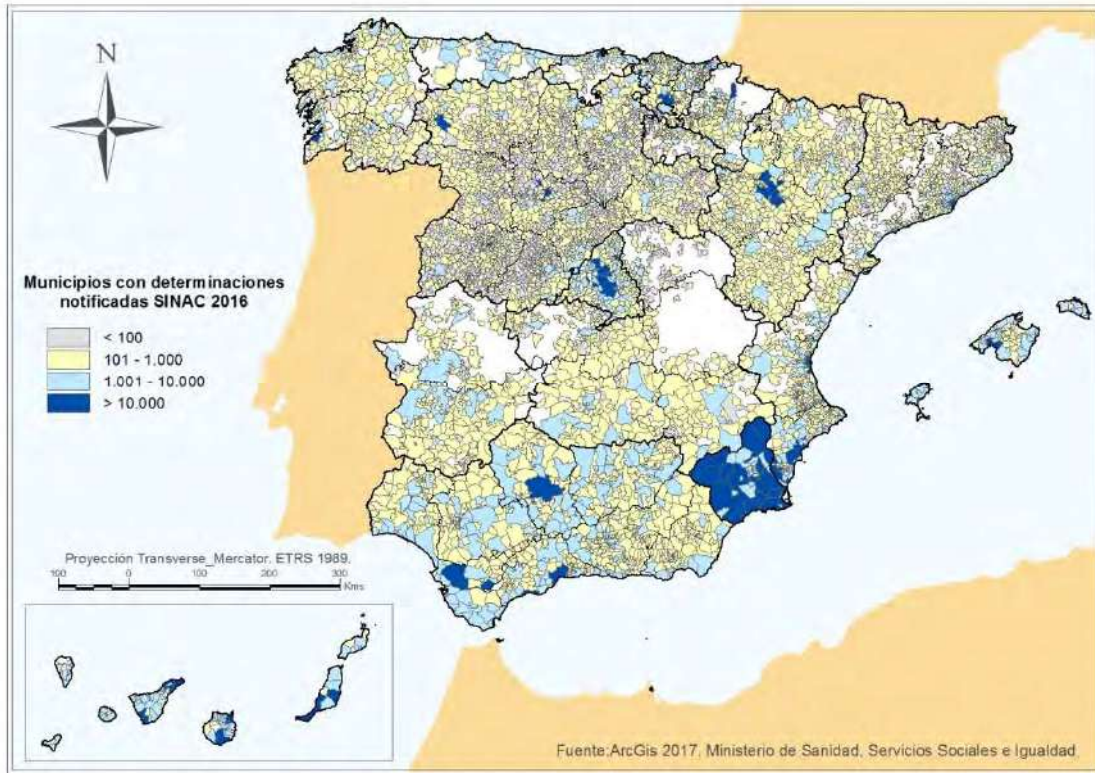 N
Municipios con determinaciones
notificadas SINAC 2016
< 100
101 - 1.000
1.001 - 10.000
> 10.000
Proyección Transverse_Mercator. ETRS 1989.
100 0 100 200 300
Kms
Fuente:ArcGis 2017. Ministerio de Sanidad, Servicios Sociales e Igualdad